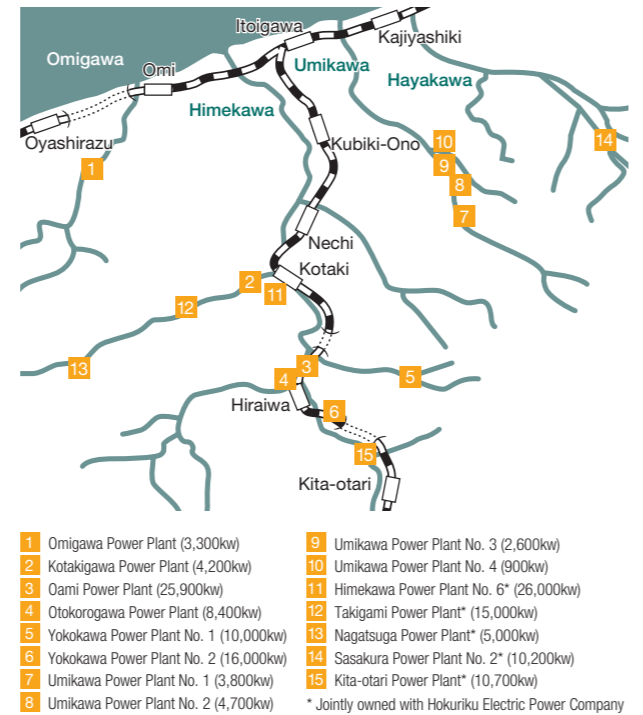 Itoigawa
Kajiyashiki
Omigawa
Umikawa
Omi
Hayakawa
Himekawa
Oyashirazu
Kubiki-Ono
10
14
1
9
8
7
Nechi
Kotaki
2
11
12
13
3
4
5
Hiraiwa
6
15
Kita-otari
1 Omigawa Power Plant (3,300kw)
2 Kotakigawa Power Plant (4,200kw)
3 Oami Power Plant (25,900kw)
4 Otokorogawa Power Plant (8,400kw)
5 Yokokawa Power Plant No. 1 (10,000kw)
6 Yokokawa Power Plant No. 2 (16,000kw)
7 Umikawa Power Plant No. 1 (3,800kw)
8 Umikawa Power Plant No. 2 (4,700kw)
9 Umikawa Power Plant No. 3 (2,600kw)
10 Umikawa Power Plant No. 4 (900kw)
11 Himekawa Power Plant No. 6* (26,000kw)
12 Takigami Power Plant* (15,000kw)
13 Nagatsuga Power Plant* (5,000kw)
14 Sasakura Power Plant No. 2* (10,200kw)
15 Kita-otari Power Plant* (10,700kw)
* Jointly owned with Hokuriku Electric Power Company